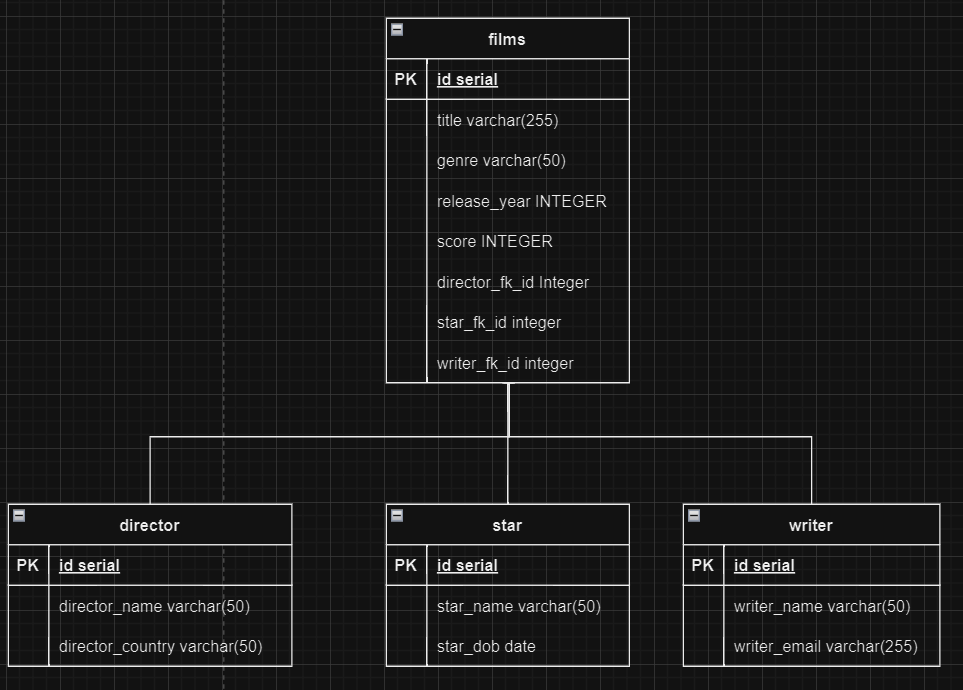 films
PK id serial
title varchar(255)
genre varchar(50)
release_year INTEGER
score INTEGER
director_fk_id Integer
star_fk_id integer
writer_fk_id integer
director
PK id serial
director_name varchar(50)
director_country varchar(50)
star
PK id serial
star_name varchar(50)
star_dob date
writer
PK id serial
writer_name varchar(50)
writer_email varchar(255)